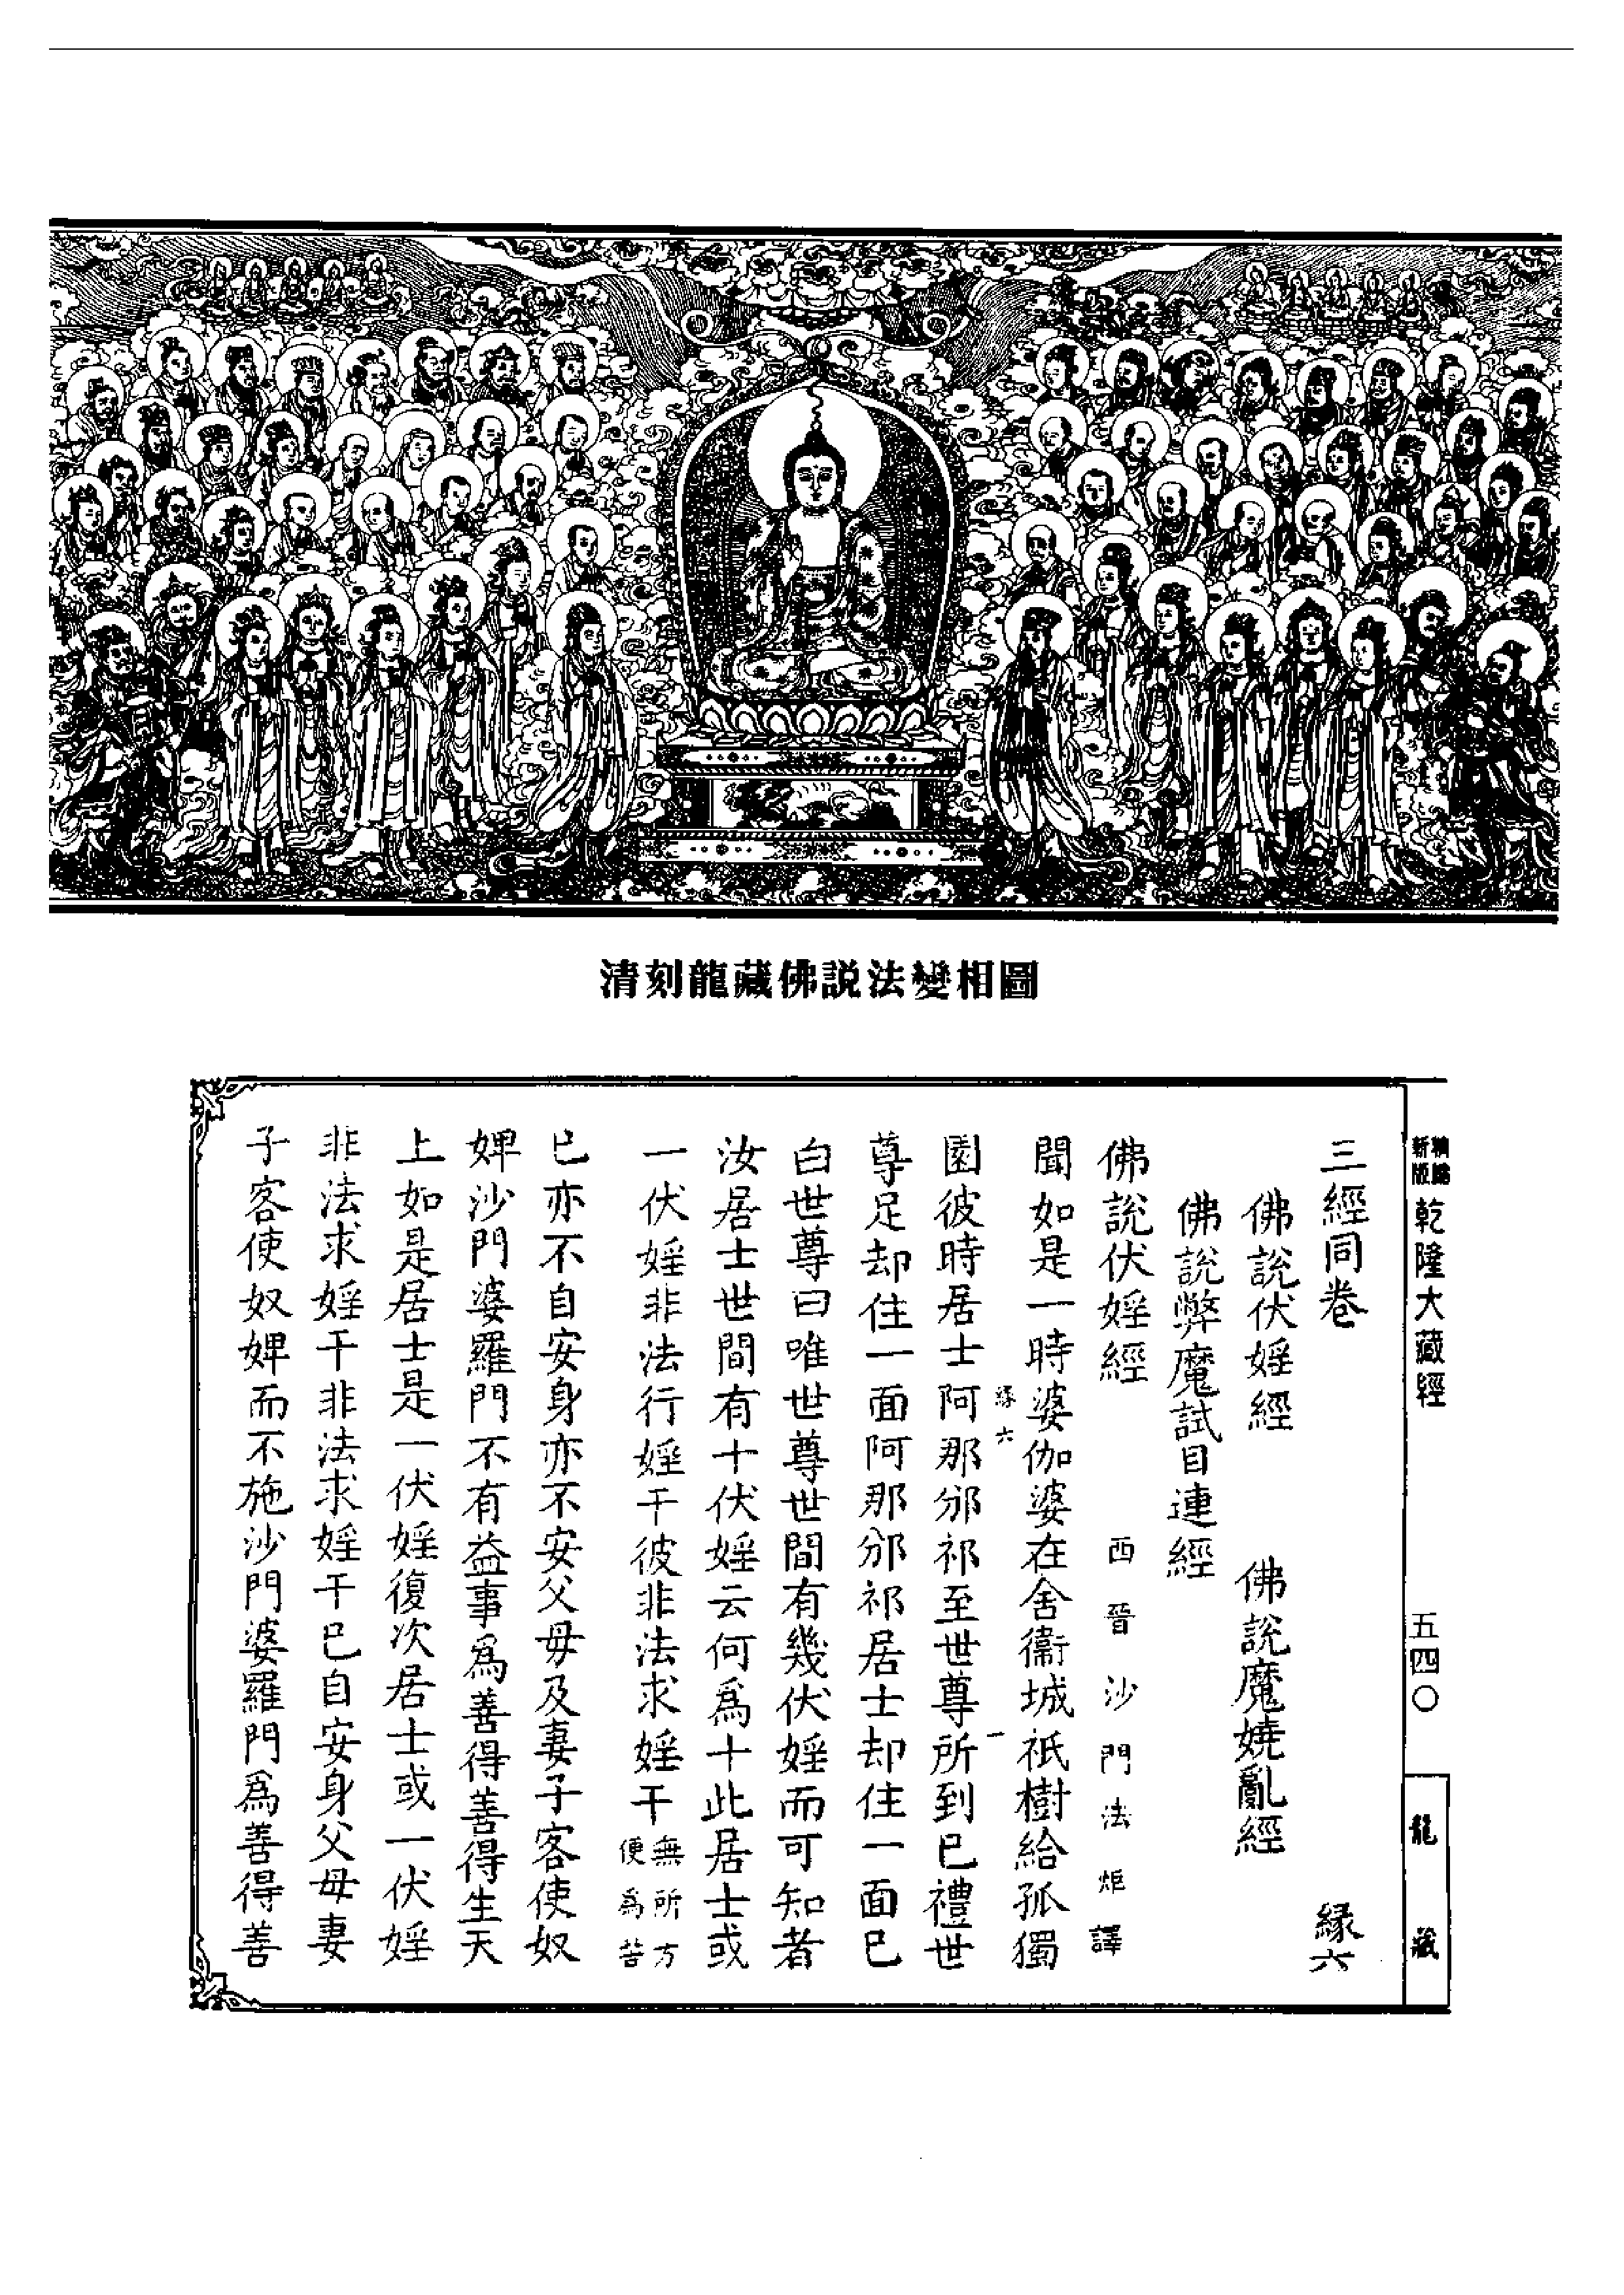 清刻龍藏佛説法變相圖
新版 精縮
乾隆大藏經
五四〇
龍藏
三經同卷 緣六
佛說伏婬經 佛說魔嬈亂經
佛說弊魔試目連經
佛說伏婬經 西晉沙門法炬譯
聞如是一時婆伽婆在舍衞城祇樹給孤獨
緣六 一
園彼時居士阿那邠祁至世尊所到已禮世
尊足却住一面阿那邠祁居士却住一面已
白世尊曰唯世尊世間有幾伏婬而可知者
汝居士世間有十伏婬云何爲十此居士或
一伏婬非法行婬干彼非法求婬干無所方便爲苦
已亦不自安身亦不安父母及妻子客使奴
婢沙門婆羅門不有益事爲善得善得生天
上如是居士是一伏婬復次居士或一伏婬
非法求婬干非法求婬干已自安身父母妻
子客使奴婢而不施沙門婆羅門爲善得善